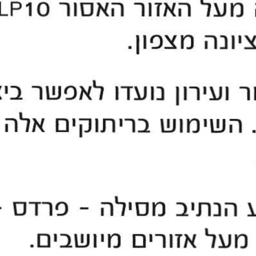 מעל האזור האסור LP10
ציונה מצפון.
ועירון נועדו לאפשר
השימוש בריתוקים אלה
הנתיב מסילה - פרדס -
מעל אזורים מיושבים.